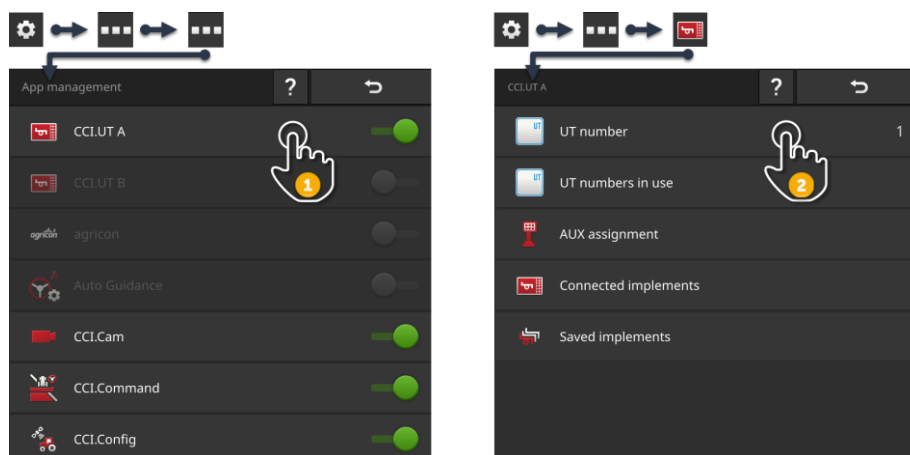 App management
?
CCI.UT A
1
CCI.UT B
agricon
agricon
Auto Guidance
CCI.Cam
CCI.Command
CCI.Config
CCI.UT A
?
UT
UT number
1
2
UT
UT numbers in use
AUX assignment
Connected implements
Saved implements